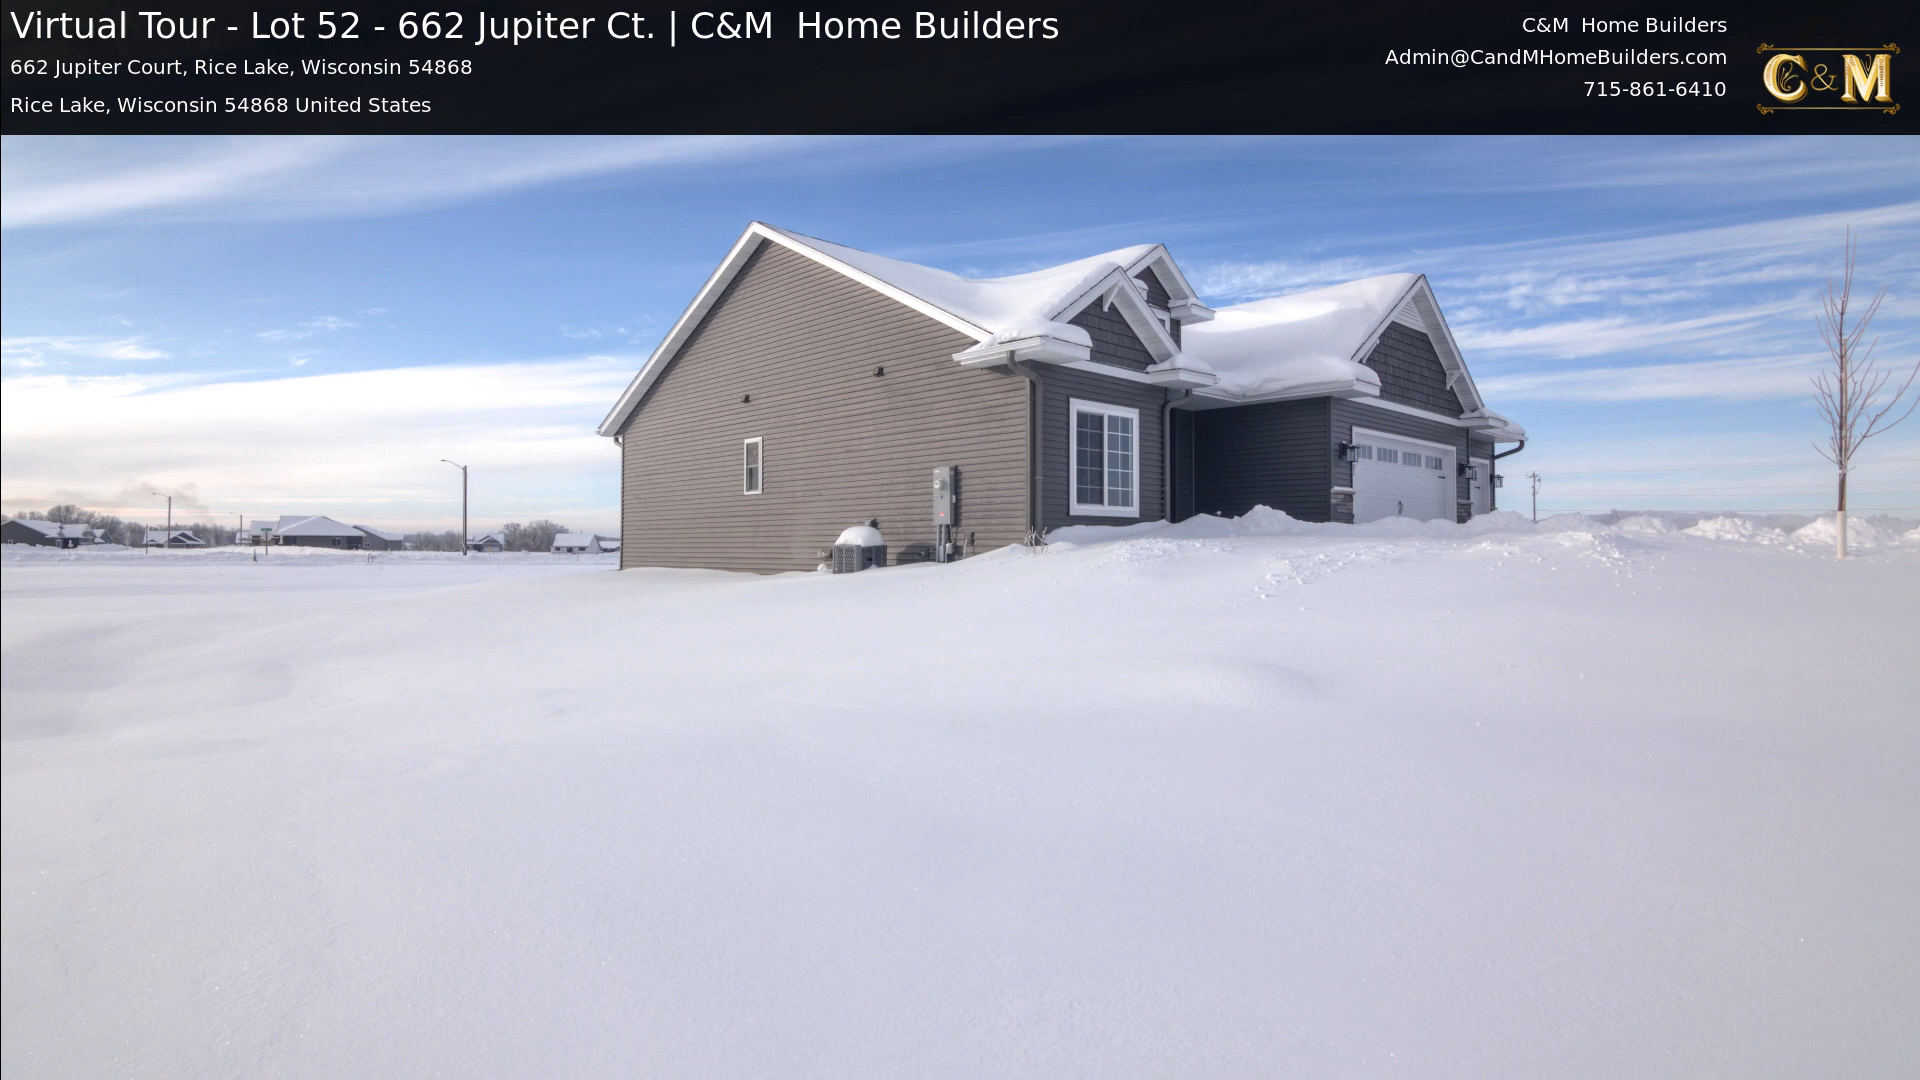 Virtual Tour - Lot 52 - 662 Jupiter Ct. | C&M  Home Builders
662 Jupiter Court, Rice Lake, Wisconsin 54868
Rice Lake, Wisconsin 54868 United States
C&M  Home Builders
Admin@CandMHomeBuilders.com
715-861-6410
C&M